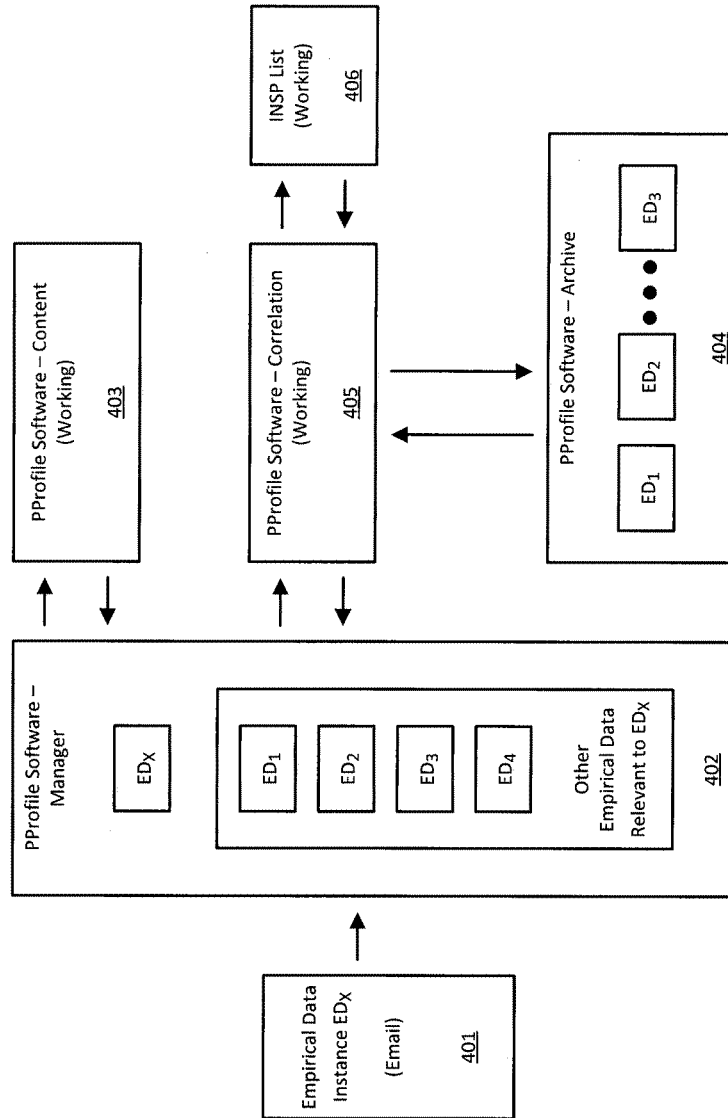 Empirical Data
Instance EDX
(Email)
401
PProfile Software –
Manager
EDX
ED1
ED2
ED3
ED4
Other
Empirical Data
Relevant to EDX
402
PProfile Software – Content
(Working)
403
PProfile Software – Correlation
(Working)
405
INSP List
(Working)
406
PProfile Software – Archive
ED1
ED2
ED3
404